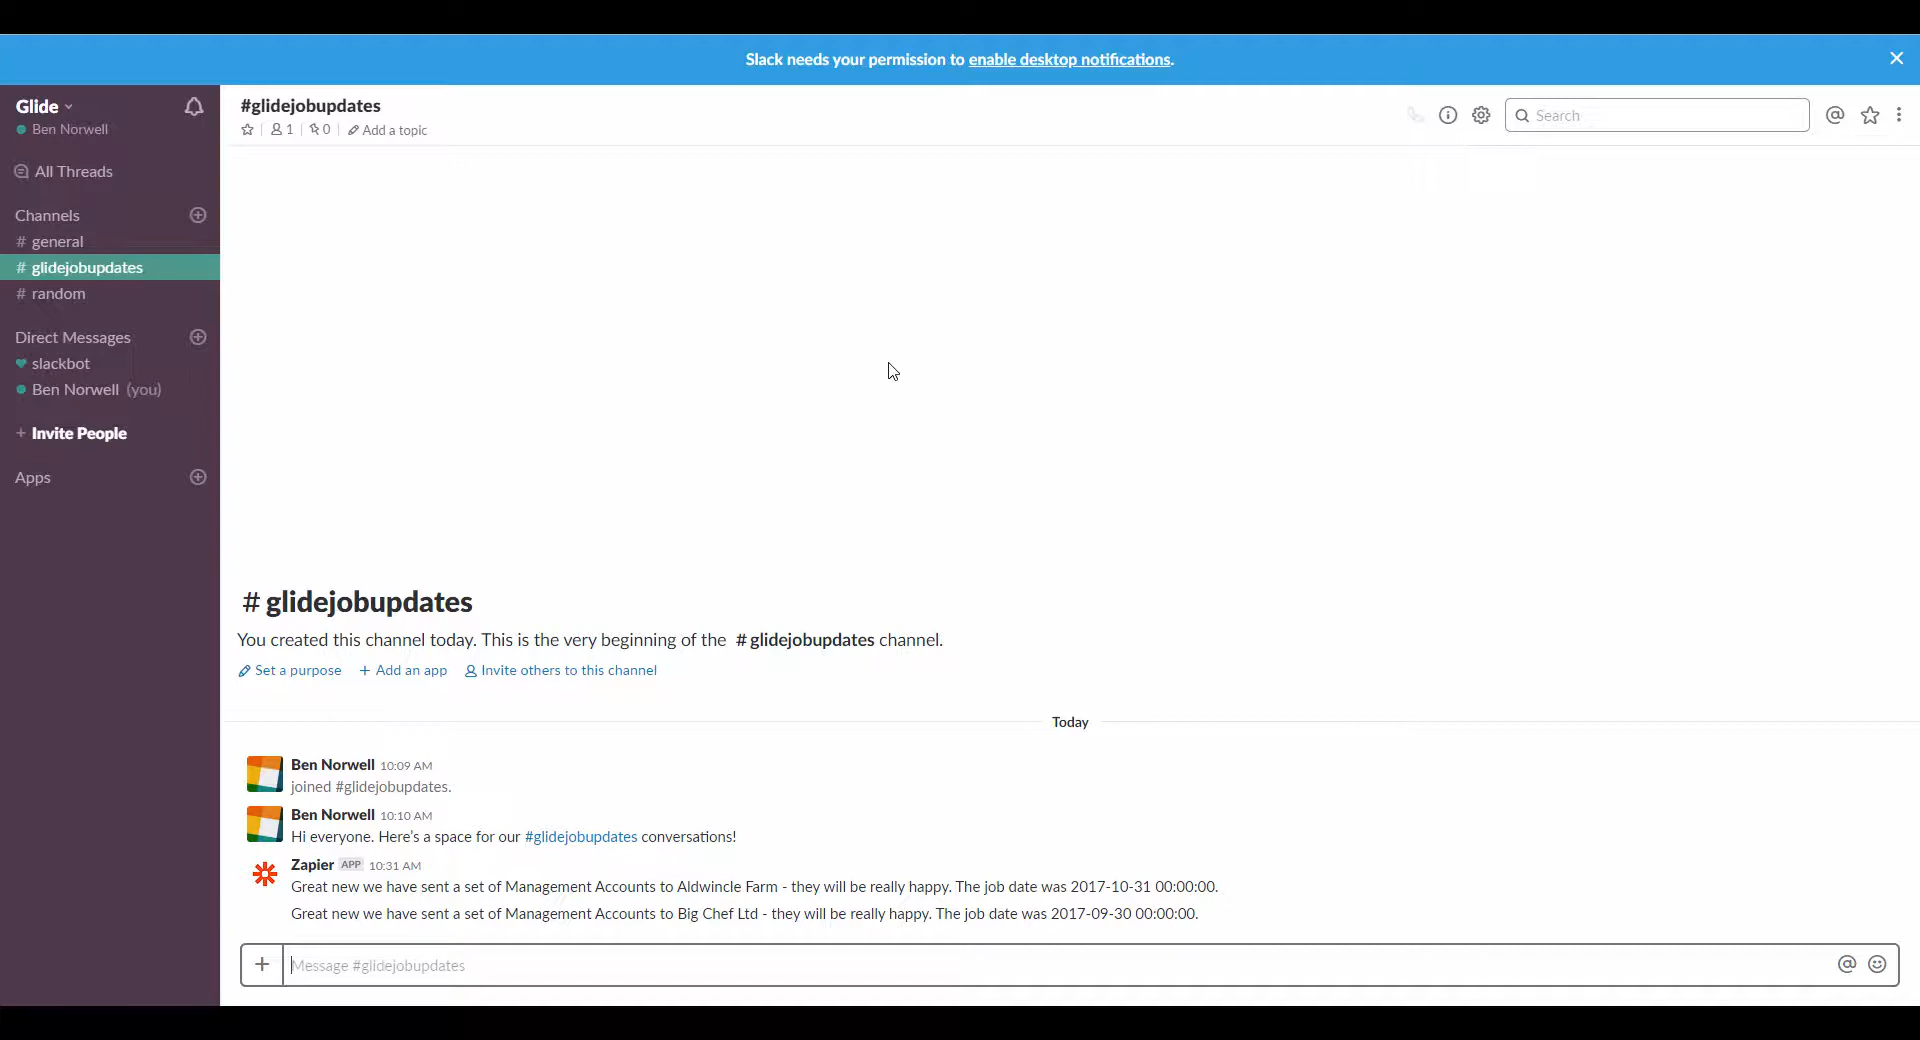 Slack needs your permission to enable desktop notifications.
Glide
Ben Norwell
All Threads
Channels
# general
# glidejobupdates
# random
Direct Messages
slackbot
Ben Norwell (you)
+ Invite People
Apps
#glidejobupdates
1
0
Add a topic
Search
# glidejobupdates
You created this channel today. This is the very beginning of the # glidejobupdates channel.
Set a purpose + Add an app Invite others to this channel
Today
Ben Norwell 10:09 AM
joined #glidejobupdates.
Ben Norwell 10:10 AM
Hi everyone. Here's a space for our #glidejobupdates conversations!
Zapier APP 10:31 AM
Great new we have sent a set of Management Accounts to Aldwincle Farm - they will be really happy. The job date was 2017-10-31 00:00:00.
Great new we have sent a set of Management Accounts to Big Chef Ltd - they will be really happy. The job date was 2017-09-30 00:00:00.
Message #glidejobupdates